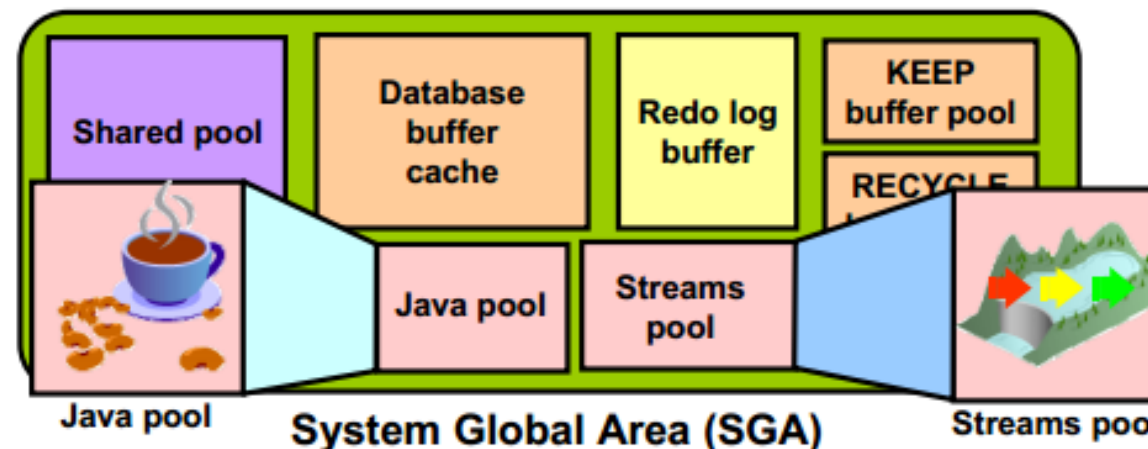 Shared pool
Database
buffer
cache
Redo log
buffer
KEEP
buffer pool
RECYCLE
Java pool
Streams
pool
Java pool
System Global Area (SGA)
Streams